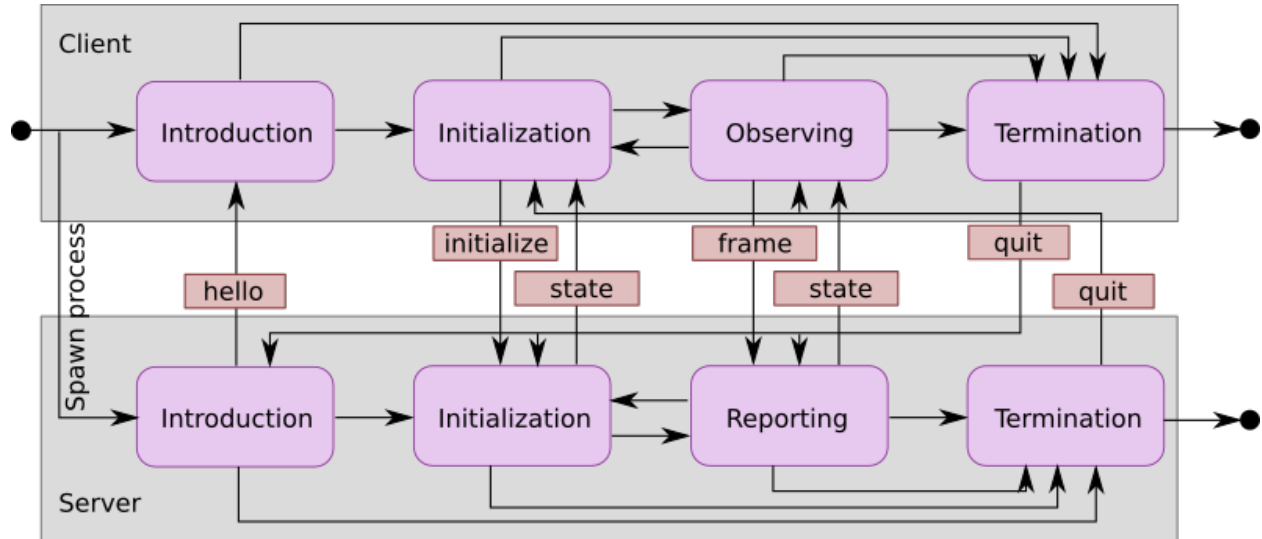 Client
Introduction
Initialization
Observing
Termination
Spawn process
initialize
frame
quit
hello
state
state
quit
Introduction
Initialization
Reporting
Termination
Server